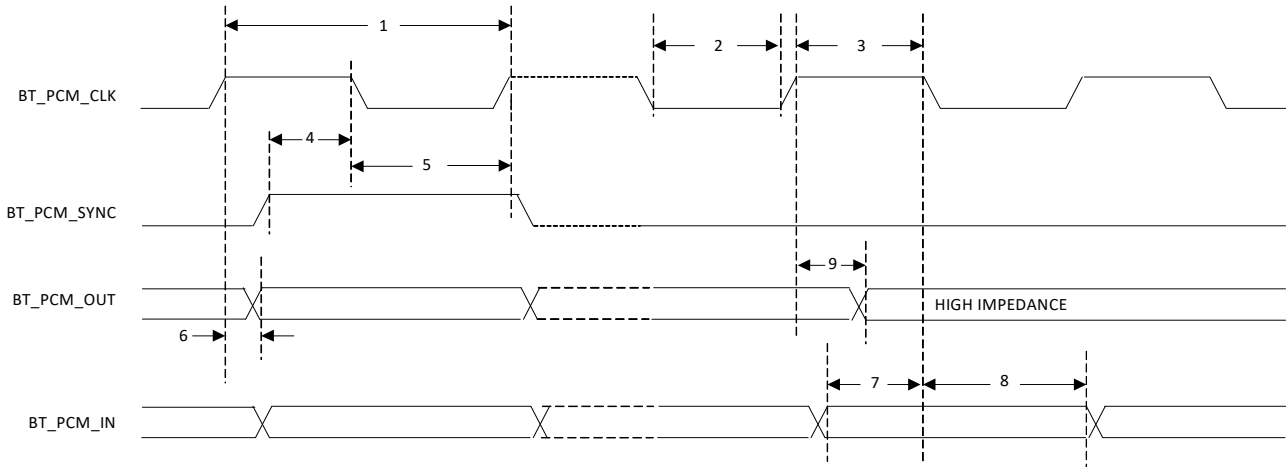 1
2
3
BT_PCM_CLK
4
5
BT_PCM_SYNC
9
BT_PCM_OUT
HIGH IMPEDANCE
6
7
8
BT_PCM_IN